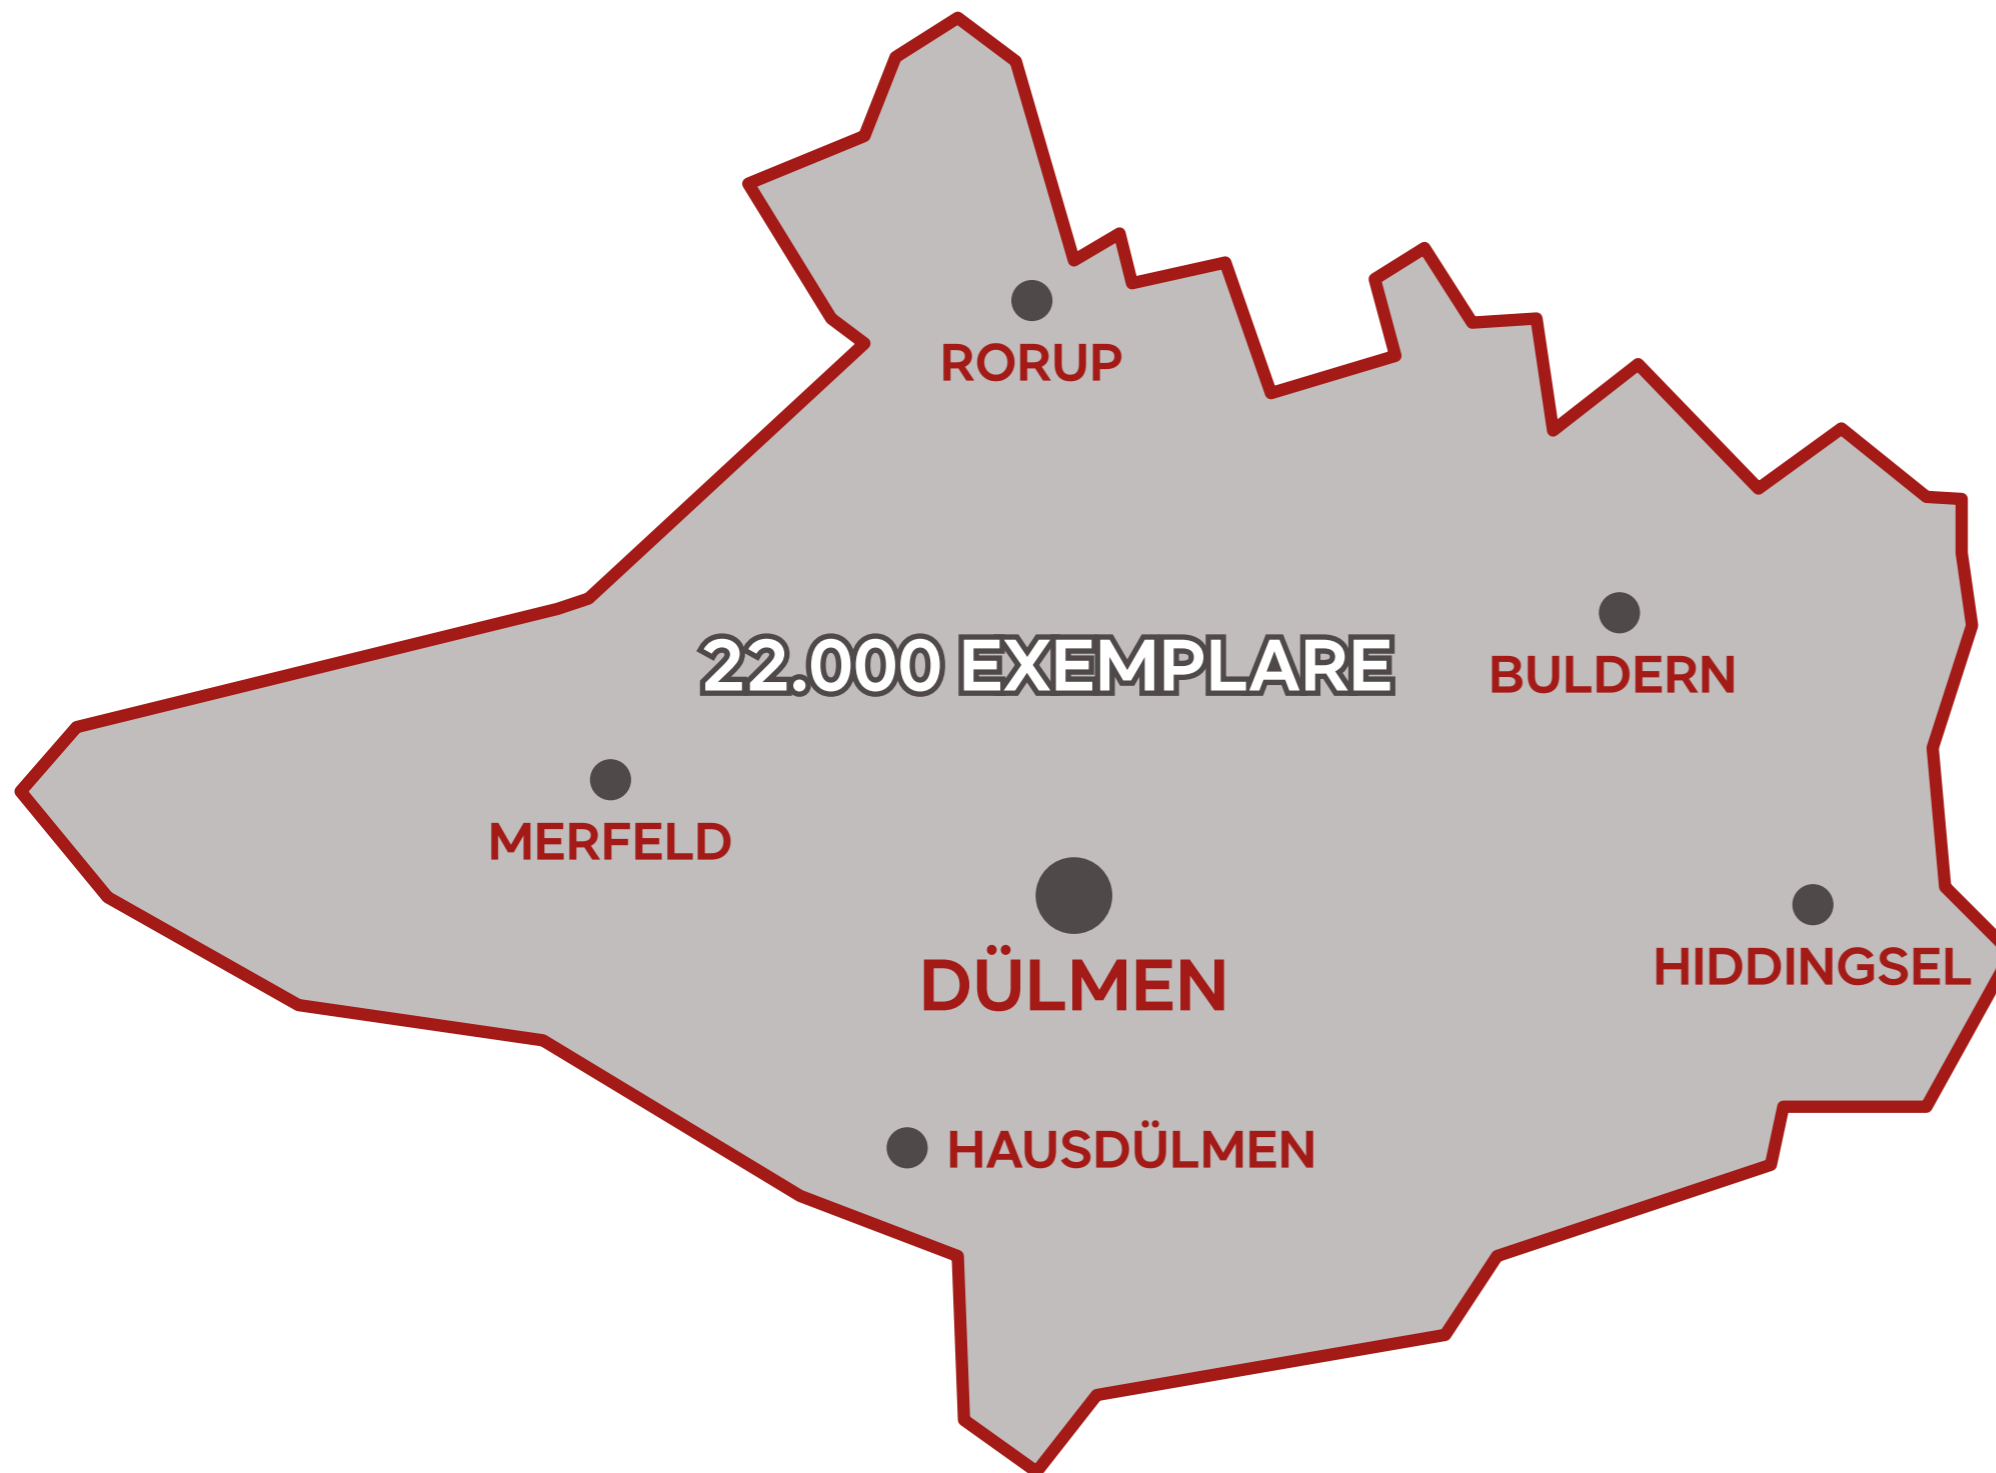 RORUP
22.000 EXEMPLARE
BULDERN
MERFELD
DÜLMEN
HIDDINGSEL
HAUSDÜLMEN